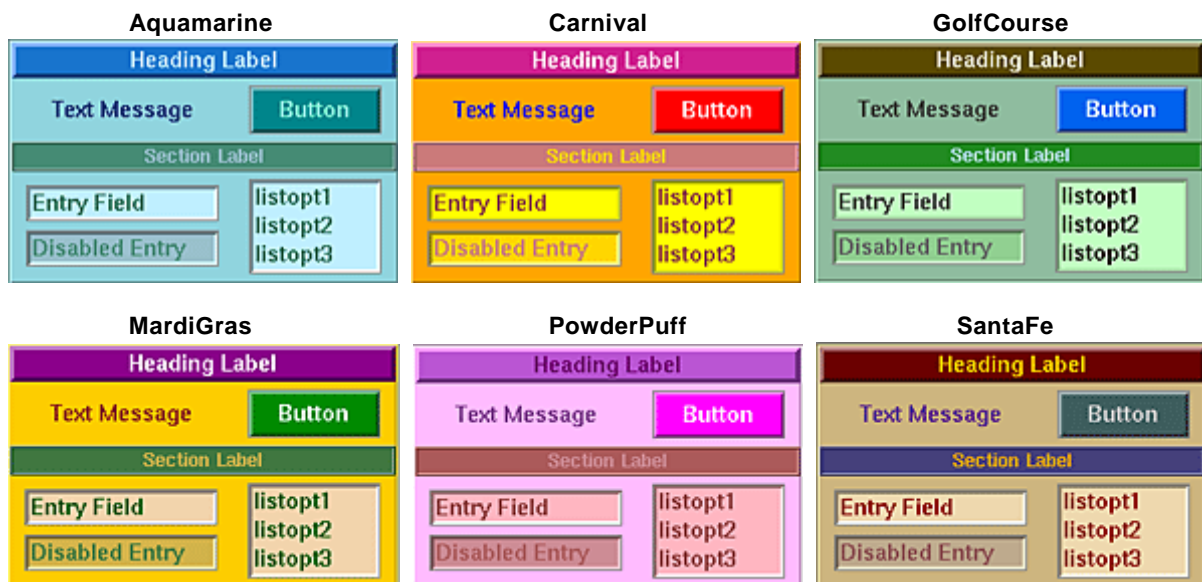 Aquamarine
Heading Label
Text Message
Button
Section Label
Entry Field
Disabled Entry
listopt1
listopt2
listopt3
Carnival
Heading Label
Text Message
Button
Section Label
Entry Field
Disabled Entry
listopt1
listopt2
listopt3
GolfCourse
Heading Label
Text Message
Button
Section Label
Entry Field
Disabled Entry
listopt1
listopt2
listopt3
MardiGras
Heading Label
Text Message
Button
Section Label
Entry Field
Disabled Entry
listopt1
listopt2
listopt3
PowderPuff
Heading Label
Text Message
Button
Section Label
Entry Field
Disabled Entry
listopt1
listopt2
listopt3
SantaFe
Heading Label
Text Message
Button
Section Label
Entry Field
Disabled Entry
listopt1
listopt2
listopt3